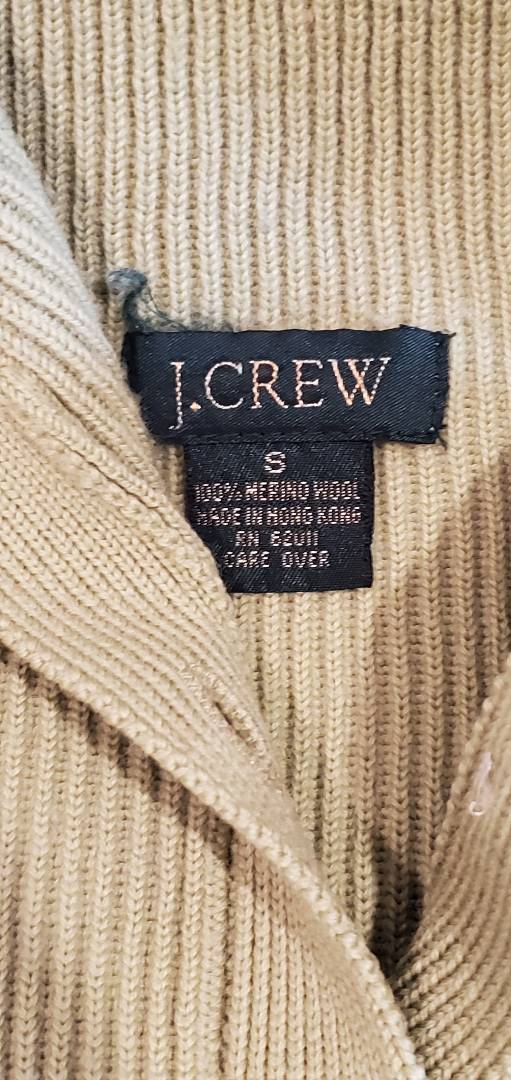 J.CREW
S
100% MERINO WOOL
MADE IN HONG KONG
RN 62011
CARE OVER